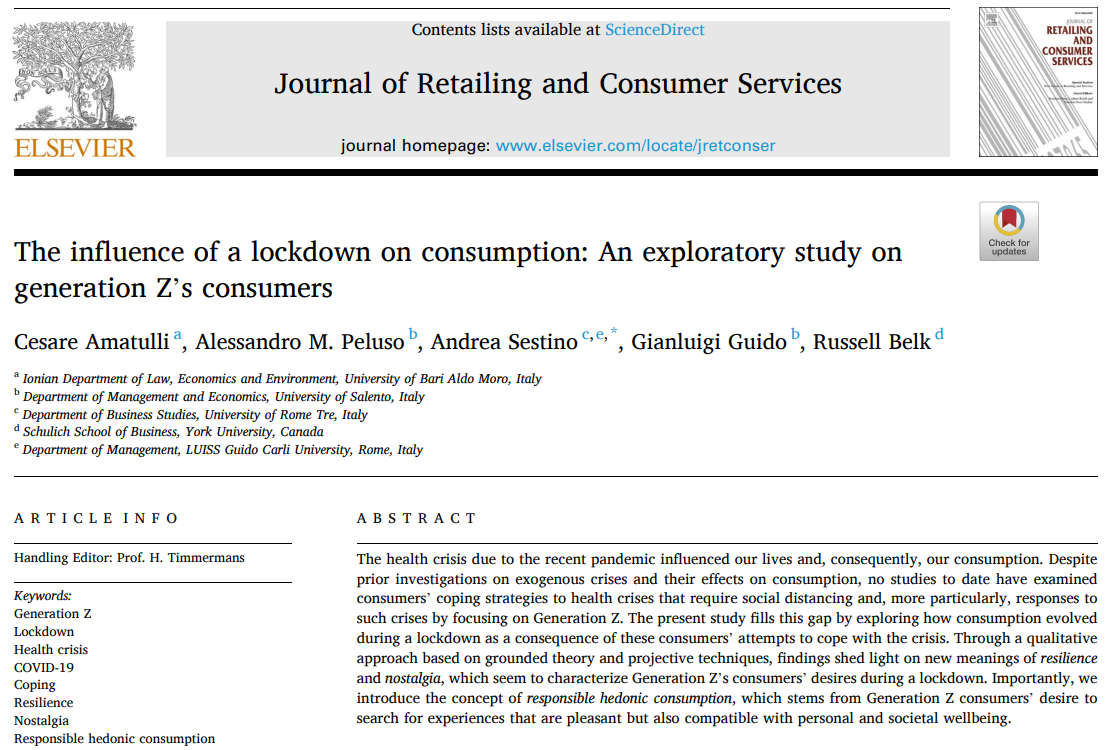 Contents lists available at ScienceDirect
Journal of Retailing and Consumer Services
journal homepage: www.elsevier.com/locate/jretconser
ELSEVIER
JOURNAL OF
RETAILING
AND
CONSUMER
SERVICES
Check for
updates
The influence of a lockdown on consumption: An exploratory study on
generation Z’s consumers
Cesare Amatulli a, Alessandro M. Peluso b, Andrea Sestino c,e,*, Gianluigi Guido b, Russell Belk d
a Ionian Department of Law, Economics and Environment, University of Bari Aldo Moro, Italy
b Department of Management and Economics, University of Salento, Italy
c Department of Business Studies, University of Rome Tre, Italy
d Schulich School of Business, York University, Canada
e Department of Management, LUISS Guido Carli University, Rome, Italy
ARTICLE INFO
Handling Editor: Prof. H. Timmermans
Keywords:
Generation Z
Lockdown
Health crisis
COVID-19
Coping
Resilience
Nostalgia
Responsible hedonic consumption
ABSTRACT
The health crisis due to the recent pandemic influenced our lives and, consequently, our consumption. Despite
prior investigations on exogenous crises and their effects on consumption, no studies to date have examined
consumers’ coping strategies to health crises that require social distancing and, more particularly, responses to
such crises by focusing on Generation Z. The present study fills this gap by exploring how consumption evolved
during a lockdown as a consequence of these consumers’ attempts to cope with the crisis. Through a qualitative
approach based on grounded theory and projective techniques, findings shed light on new meanings of resilience
and nostalgia, which seem to characterize Generation Z’s consumers’ desires during a lockdown. Importantly, we
introduce the concept of responsible hedonic consumption, which stems from Generation Z consumers’ desire to
search for experiences that are pleasant but also compatible with personal and societal wellbeing.